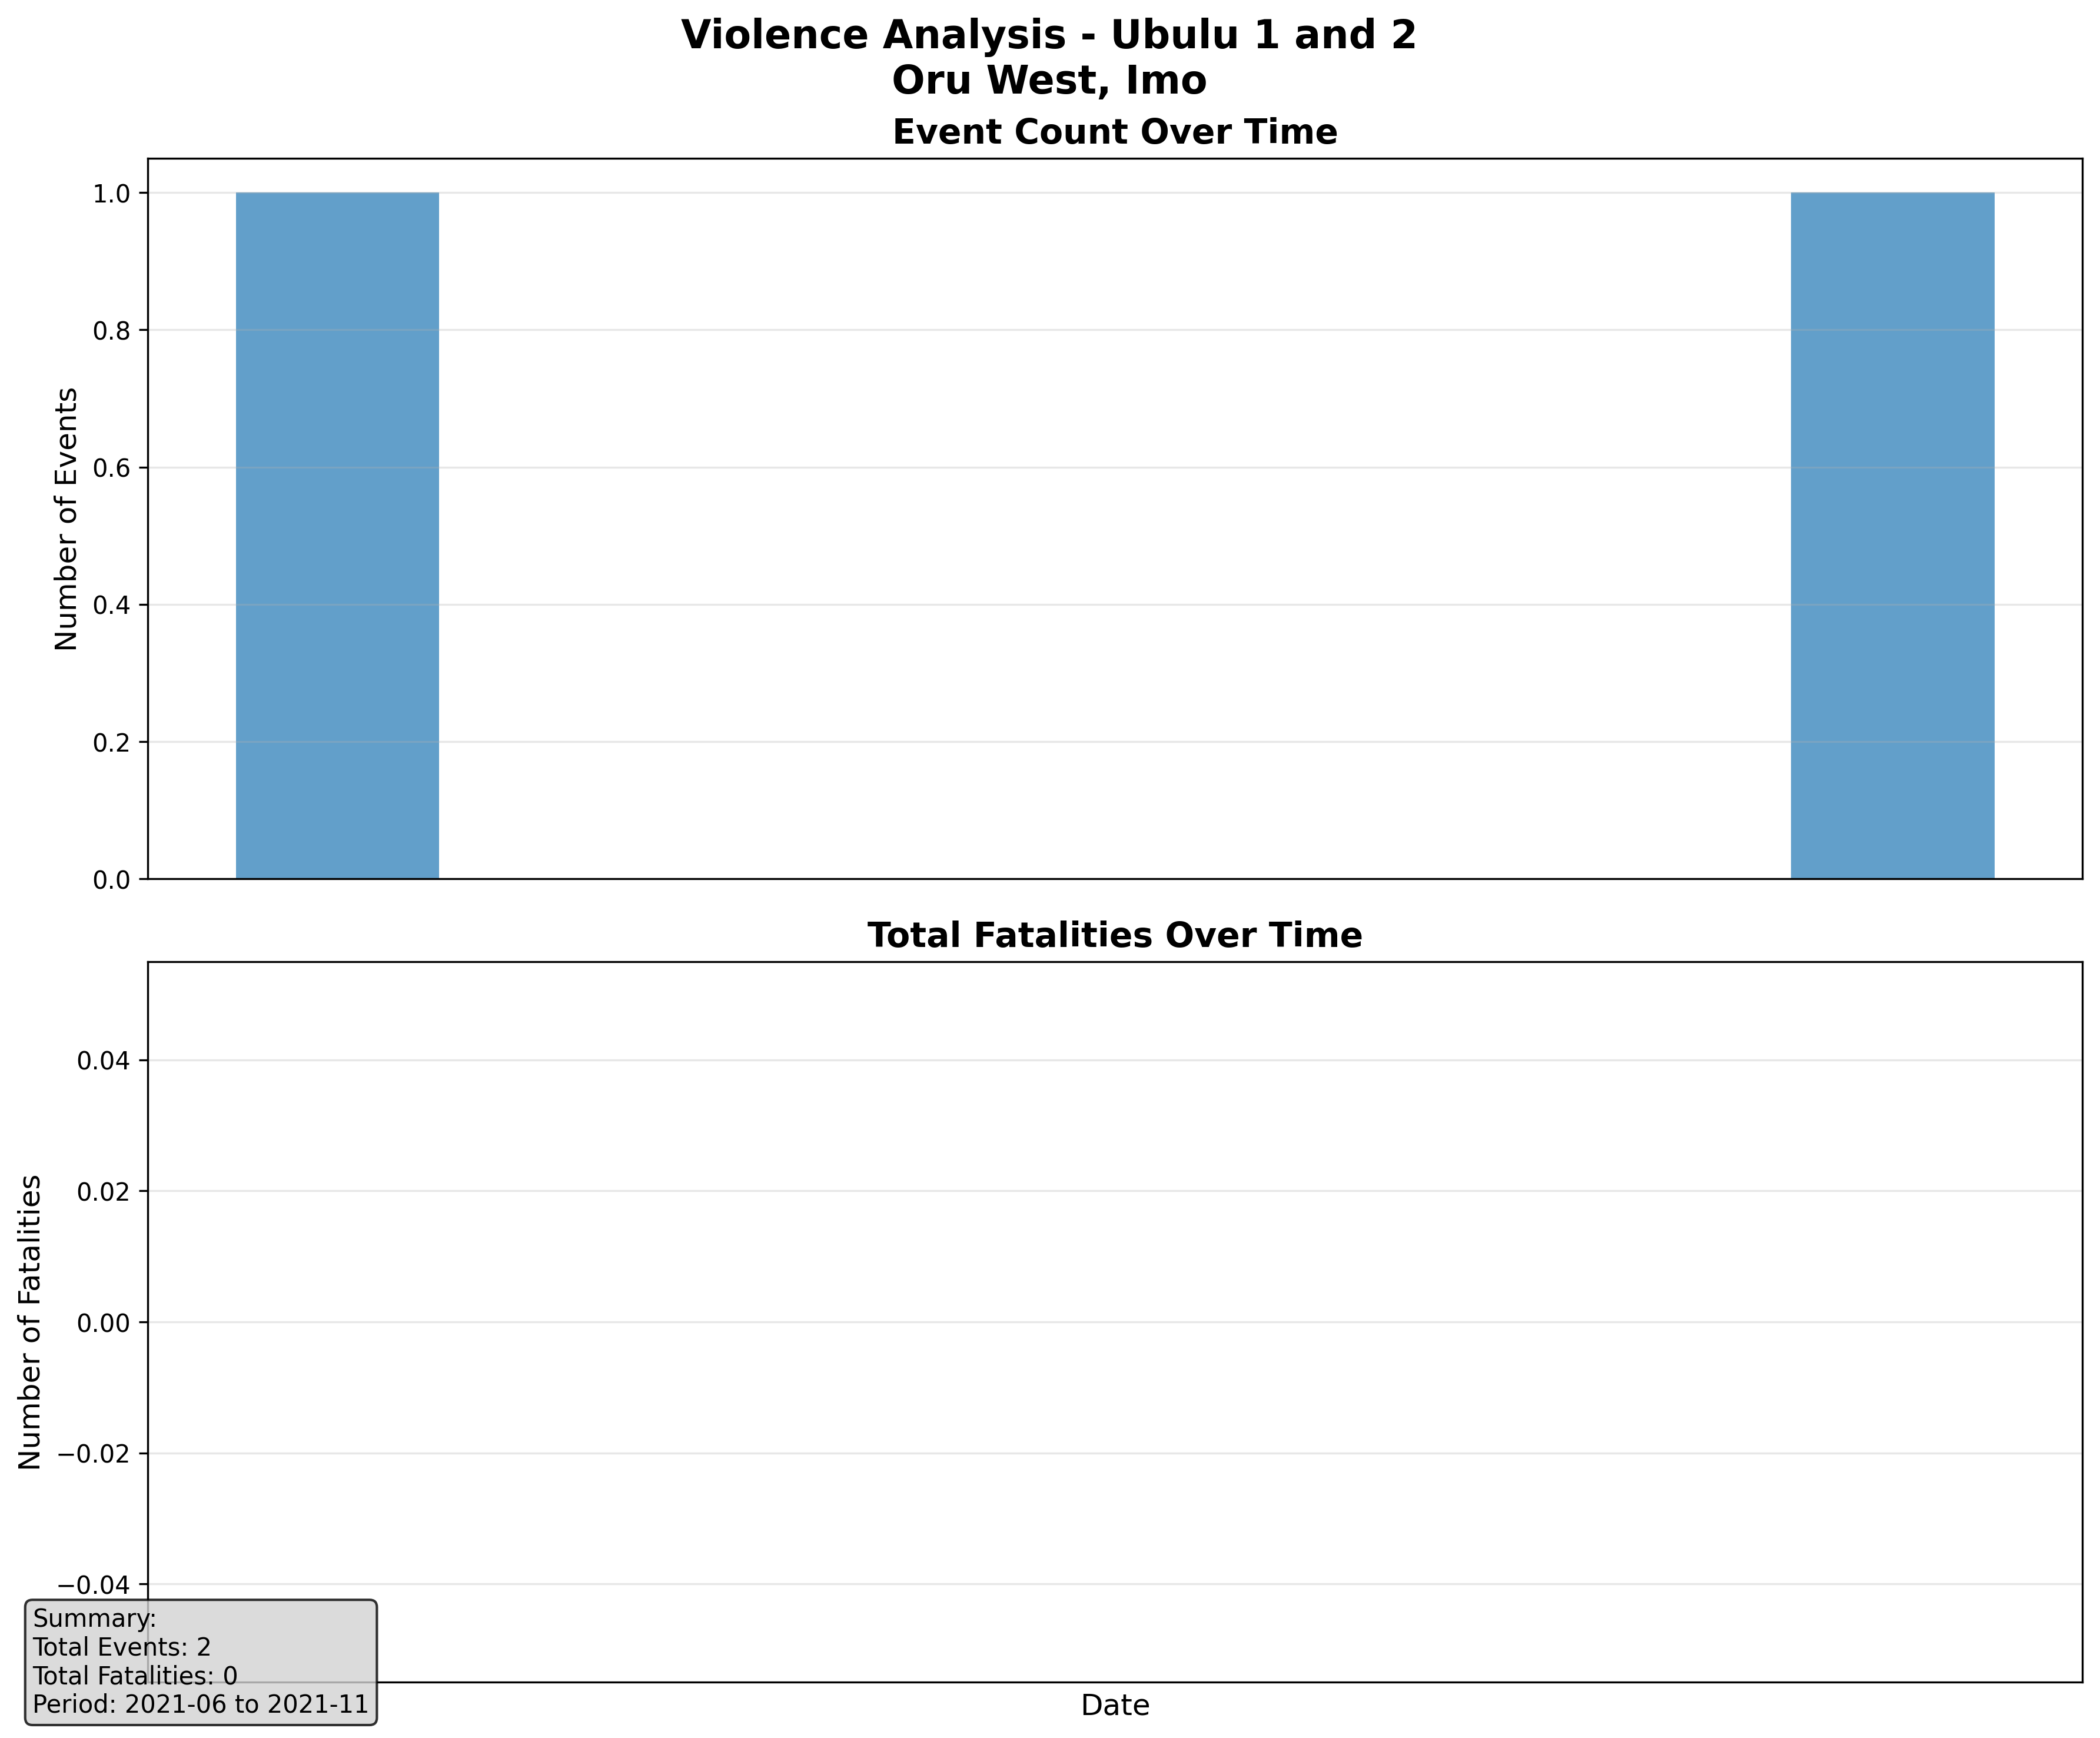 Violence Analysis - Ubulu 1 and 2
Oru West, Imo
Event Count Over Time
1.0
0.8
0.6
0.4
0.2
0.0
Number of Events
Total Fatalities Over Time
0.04
0.02
0.00
−0.02
−0.04
Number of Fatalities
Date
Summary:
Total Events: 2
Total Fatalities: 0
Period: 2021-06 to 2021-11